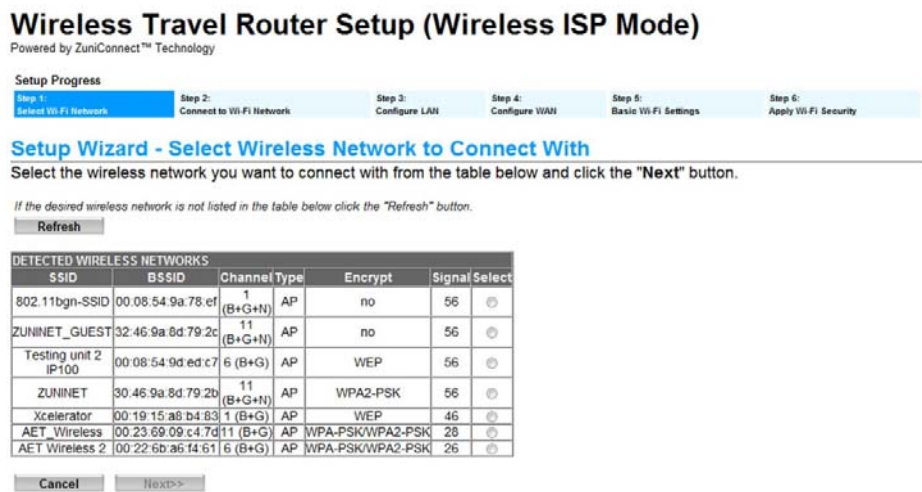 Wireless Travel Router Setup (Wireless ISP Mode)
Powered by ZuniConnect™ Technology
Setup Progress
Step 1: Step 2: Step 3: Step 4: Step 5: Step 6:
Select Wi-Fi Network Connect to Wi-Fi Network Configure LAN Configure WAN Basic Wi-Fi Settings Apply Wi-Fi Security
Setup Wizard - Select Wireless Network to Connect With
Select the wireless network you want to connect with from the table below and click the "Next" button.
If the desired wireless network is not listed in the table below click the "Refresh" button.
Refresh
DETECTED WIRELESS NETWORKS
SSID BSSID Channel Type Encrypt Signal Select
802.11bgn-SSID 00:08:54:9a:78:ef 1 (B+G+N) AP no 56
ZUNINET_GUEST 32:46:9a:8d:79:2c 11 (B+G+N) AP no 56
Testing unit 2 IP100 00:08:54:9d:ed:c7 6 (B+G) AP WEP 56
ZUNINET 30:46:9a:8d:79:2b 11 (B+G+N) AP WPA2-PSK 56
Xcelerator 00:19:15:a8:b4:83 1 (B+G) AP WEP 46
AET_Wireless 00:23:69:09:c4:7d 11 (B+G) AP WPA-PSK/WPA2-PSK 28
AET Wireless 2 00:22:6b:a6:f4:61 6 (B+G) AP WPA-PSK/WPA2-PSK 26
Cancel Next>>